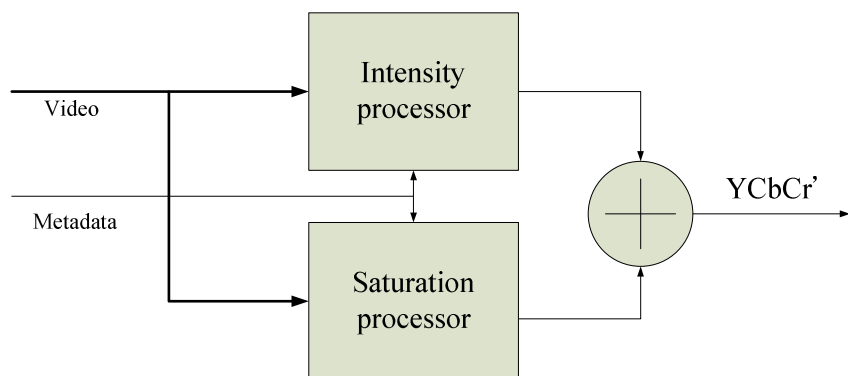 Intensity
processor
Video
Metadata
Saturation
processor
YCbCr’